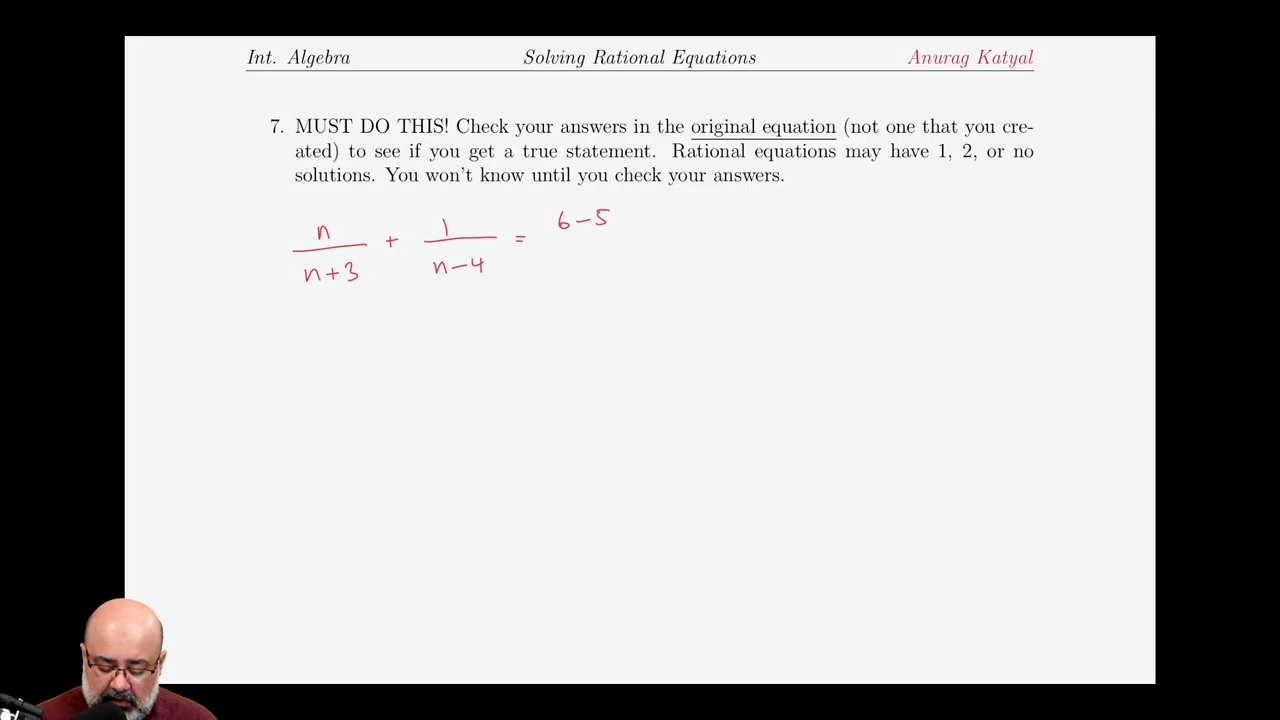 Int. Algebra Solving Rational Equations Anurag Katyal
7. MUST DO THIS! Check your answers in the original equation (not one that you cre-
ated) to see if you get a true statement. Rational equations may have 1, 2, or no
solutions. You won't know until you check your answers.
n/(n+3) + 1/(n-4) = 6-5